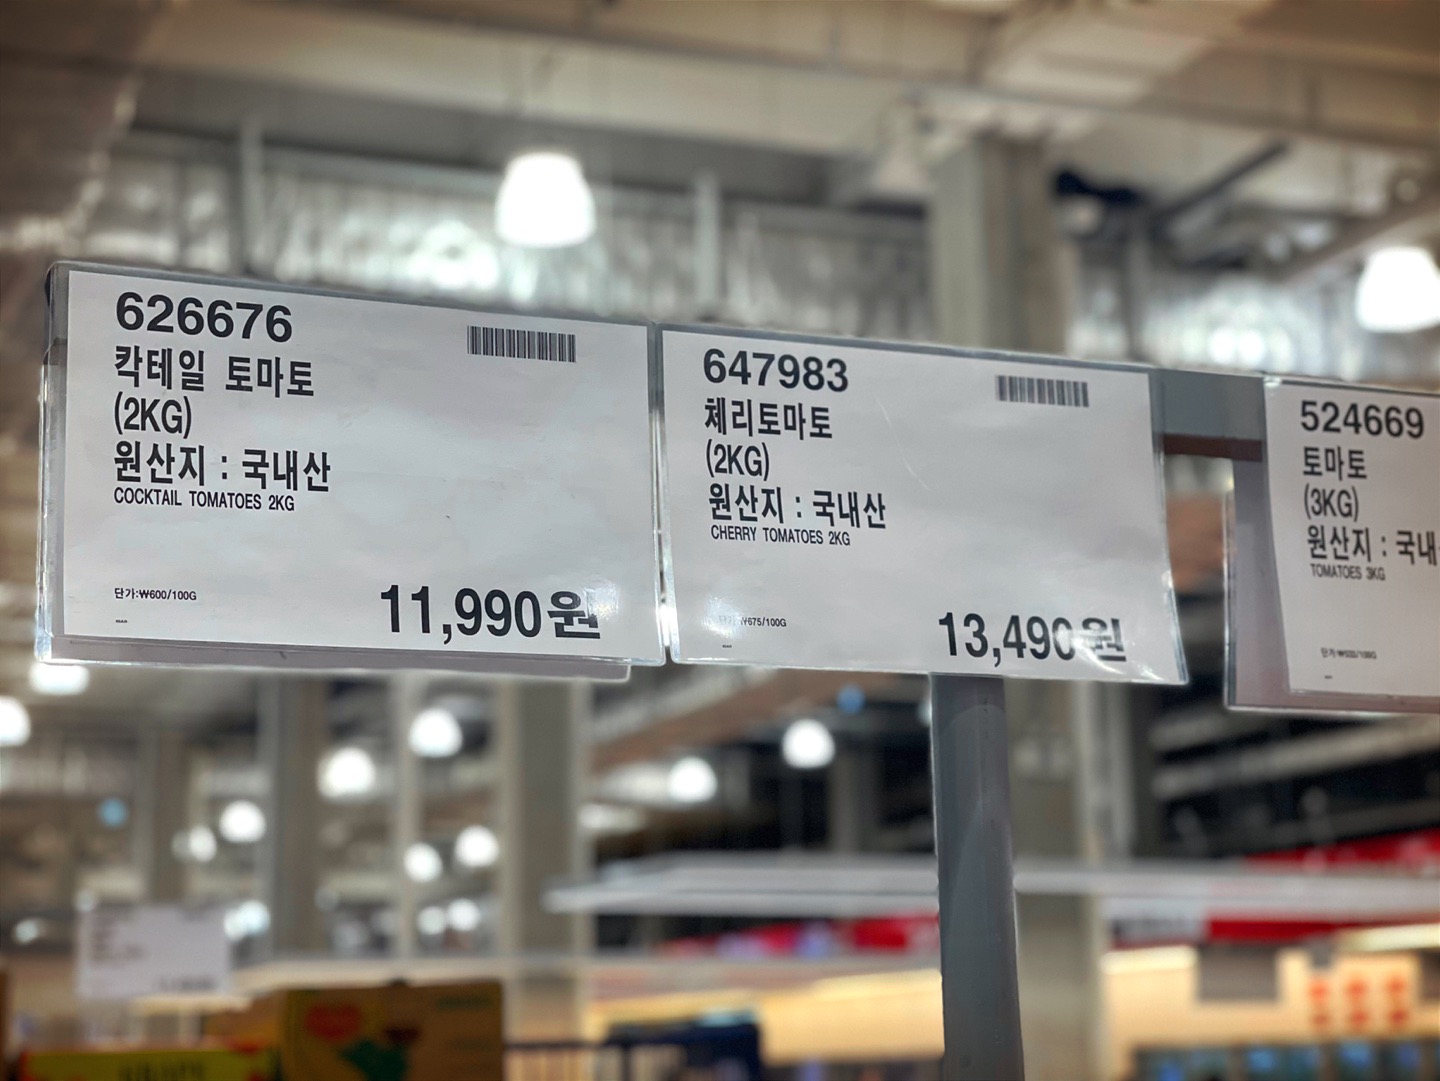 626676
칵테일 토마토
(2KG)
원산지 : 국내산
COCKTAIL TOMATOES 2KG
단가:₩600/100G
11,990원
647983
체리토마토
(2KG)
원산지 : 국내산
CHERRY TOMATOES 2KG
₩675/100G
13,490원
524669
토마토
(3KG)
원산지 : 국내
TOMATOES 3KG